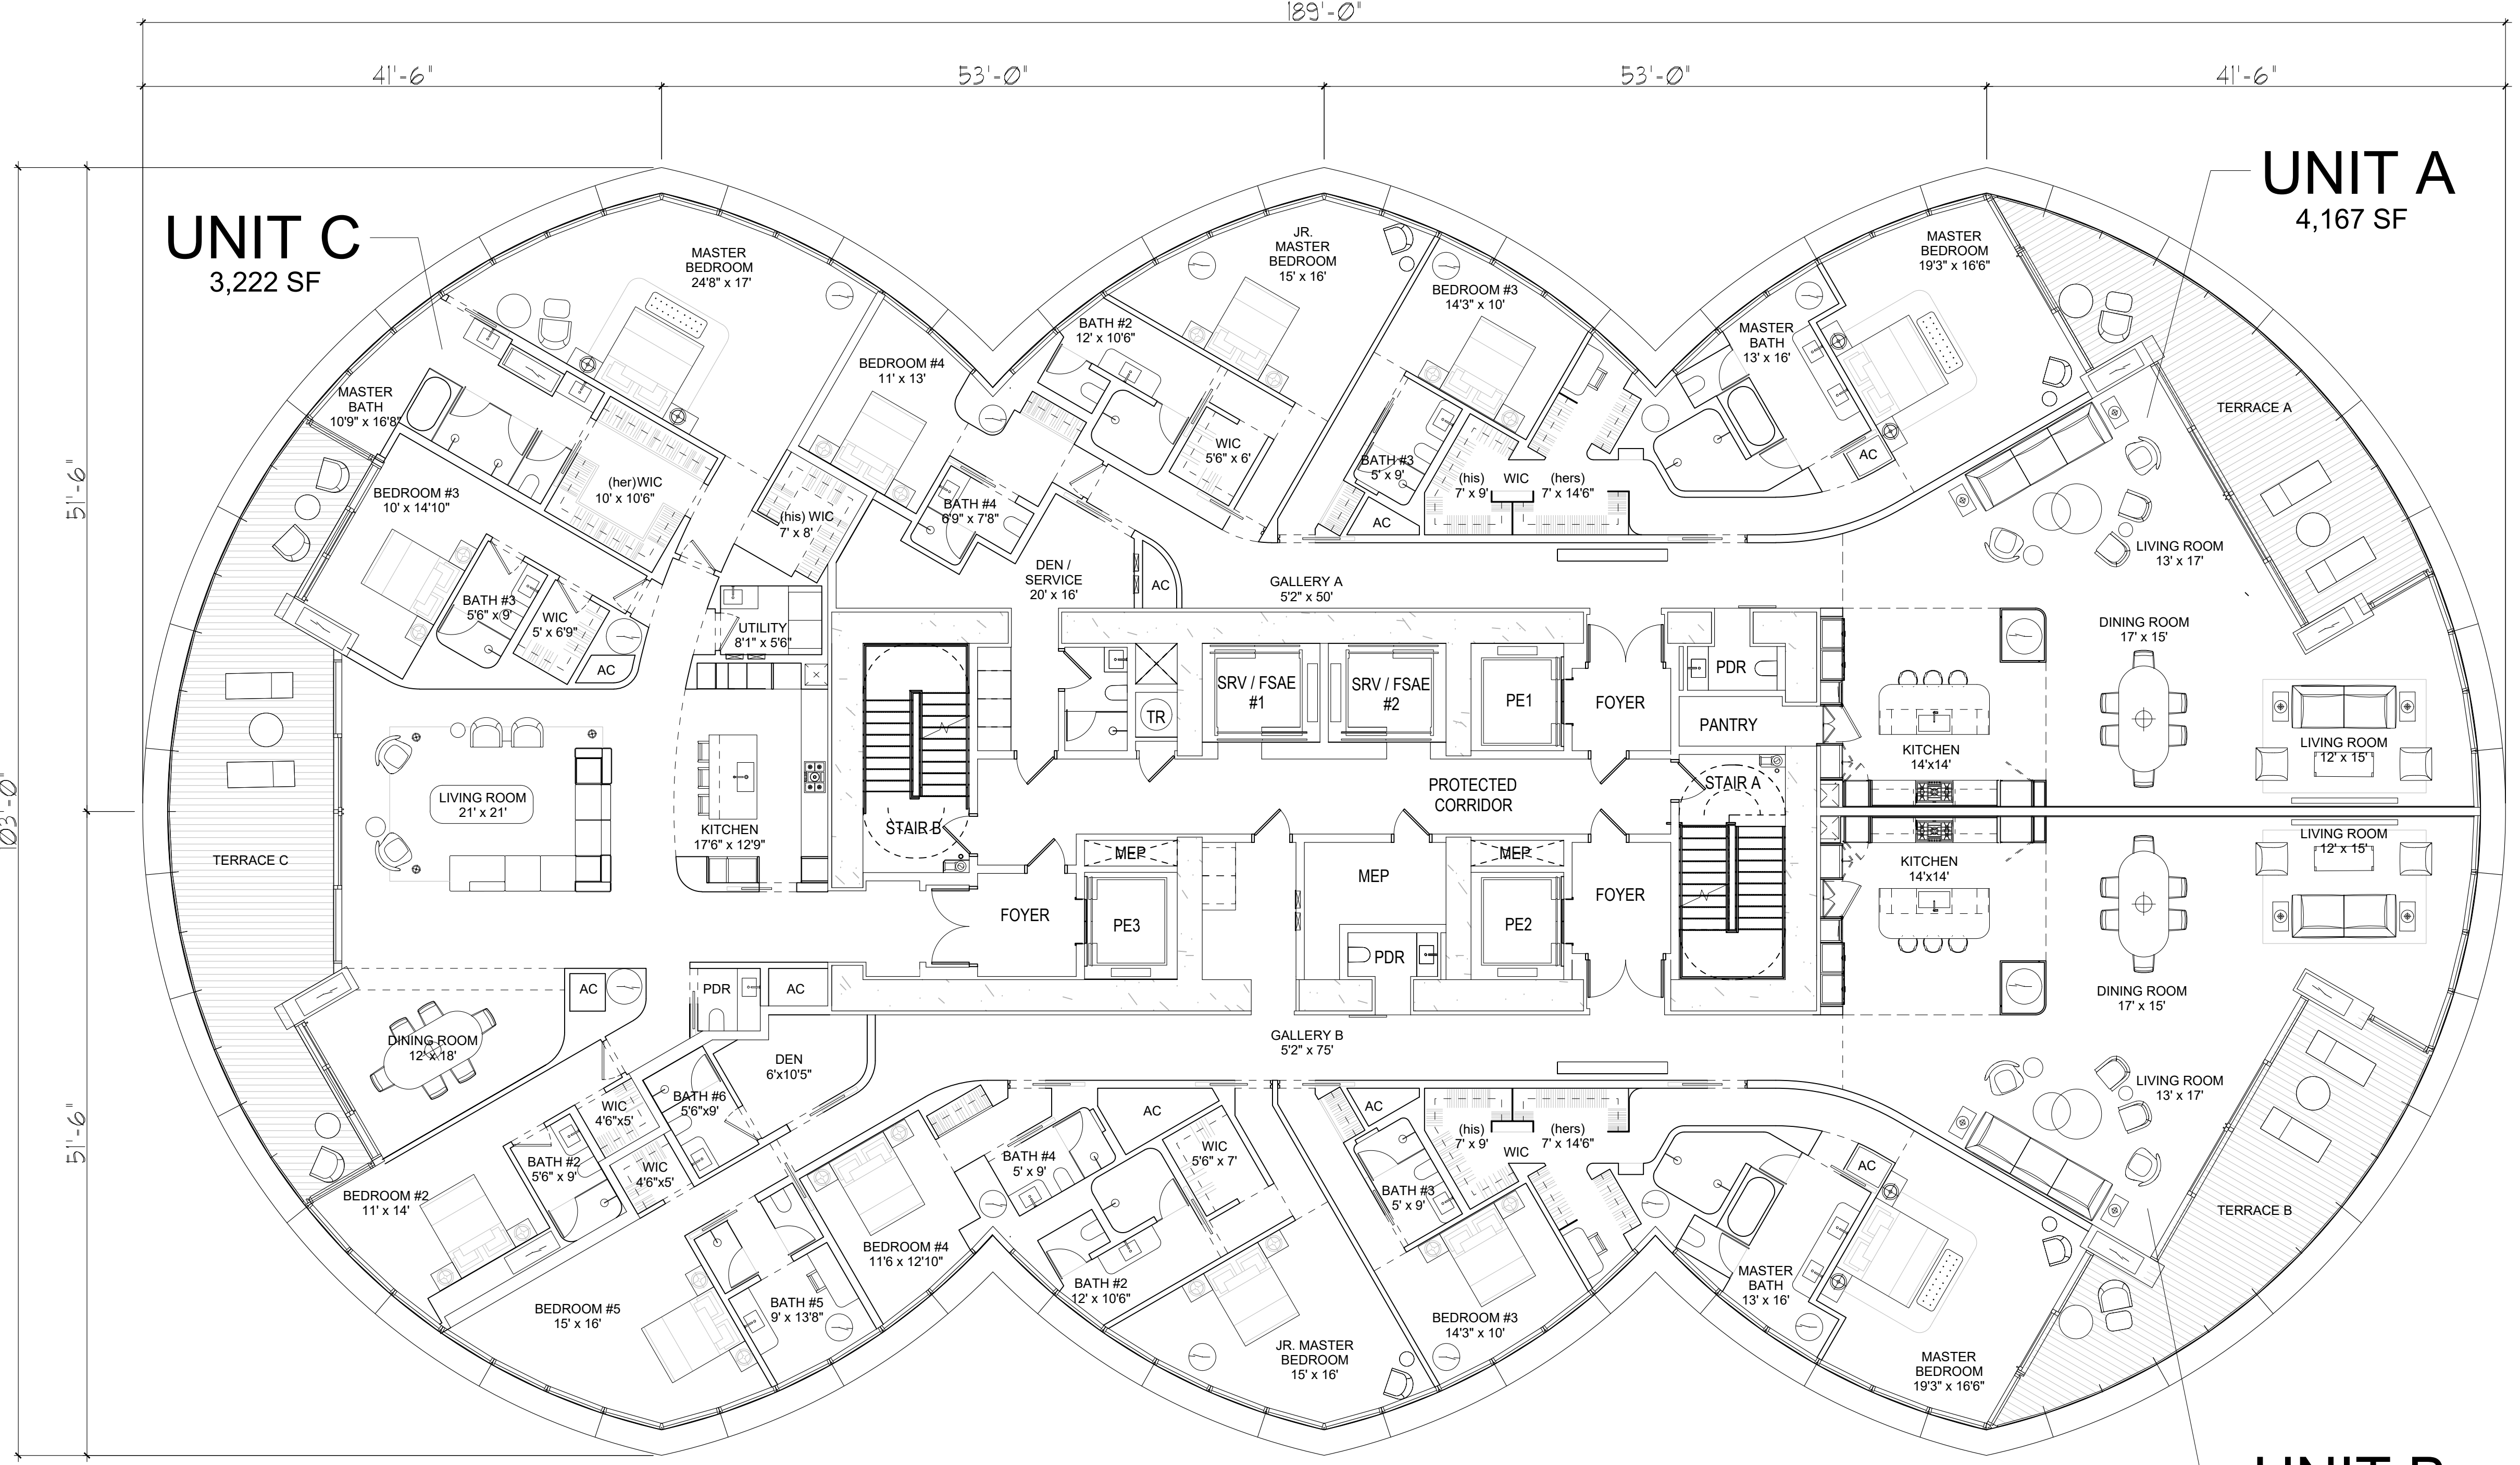 189'-0"
41'-6"
53'-0"
53'-0"
41'-6"
UNIT A
4,167 SF
UNIT C
3,222 SF
MASTER
BEDROOM
24'8" x 17'
JR.
MASTER
BEDROOM
15' x 16'
BEDROOM #3
14'3" x 10'
MASTER
BEDROOM
19'3" x 16'6"
BATH #2
12' x 10'6"
MASTER
BATH
13' x 16'
BEDROOM #4
11' x 13'
MASTER
BATH
10'9" x 16'8"
TERRACE A
WIC
5'6" x 6'
BATH #3
5' x 9'
AC
(his)
7' x 9'
WIC
(hers)
7' x 14'6"
51'-6"
BEDROOM #3
10' x 14'10"
(her)WIC
10' x 10'6"
(his) WIC
7' x 8'
BATH #4
6'9" x 7'8"
AC
LIVING ROOM
13' x 17'
DEN /
SERVICE
20' x 16'
AC
GALLERY A
5'2" x 50'
BATH #3
5'6" x 9'
WIC
5' x 6'9"
UTILITY
8'1" x 5'6"
DINING ROOM
17' x 15'
AC
SRV / FSAE
#1
SRV / FSAE
#2
PE1
FOYER
PDR
TR
PANTRY
KITCHEN
14'x14'
LIVING ROOM
12' x 15'
103'-0"
LIVING ROOM
21' x 21'
PROTECTED
CORRIDOR
STAIR A
KITCHEN
17'6" x 12'9"
STAIR B
TERRACE C
MEP
MEP
MEP
KITCHEN
14'x14'
LIVING ROOM
12' x 15'
FOYER
PE3
PE2
FOYER
PDR
AC
PDR
AC
DINING ROOM
17' x 15'
DINING ROOM
12' x 18'
DEN
6'x10'5"
GALLERY B
5'2" x 75'
LIVING ROOM
13' x 17'
51'-6"
WIC
4'6"x5'
BATH #6
5'6"x9'
AC
AC
BATH #2
5'6" x 9'
WIC
4'6"x5'
BATH #4
5' x 9'
WIC
5'6" x 7'
(his)
7' x 9'
WIC
(hers)
7' x 14'6"
AC
BEDROOM #2
11' x 14'
BATH #3
5' x 9'
TERRACE B
BEDROOM #4
11'6 x 12'10"
BATH #2
12' x 10'6"
MASTER
BATH
13' x 16'
BEDROOM #5
15' x 16'
BATH #5
9' x 13'8"
BEDROOM #3
14'3" x 10'
JR. MASTER
BEDROOM
15' x 16'
MASTER
BEDROOM
19'3" x 16'6"
UNIT B